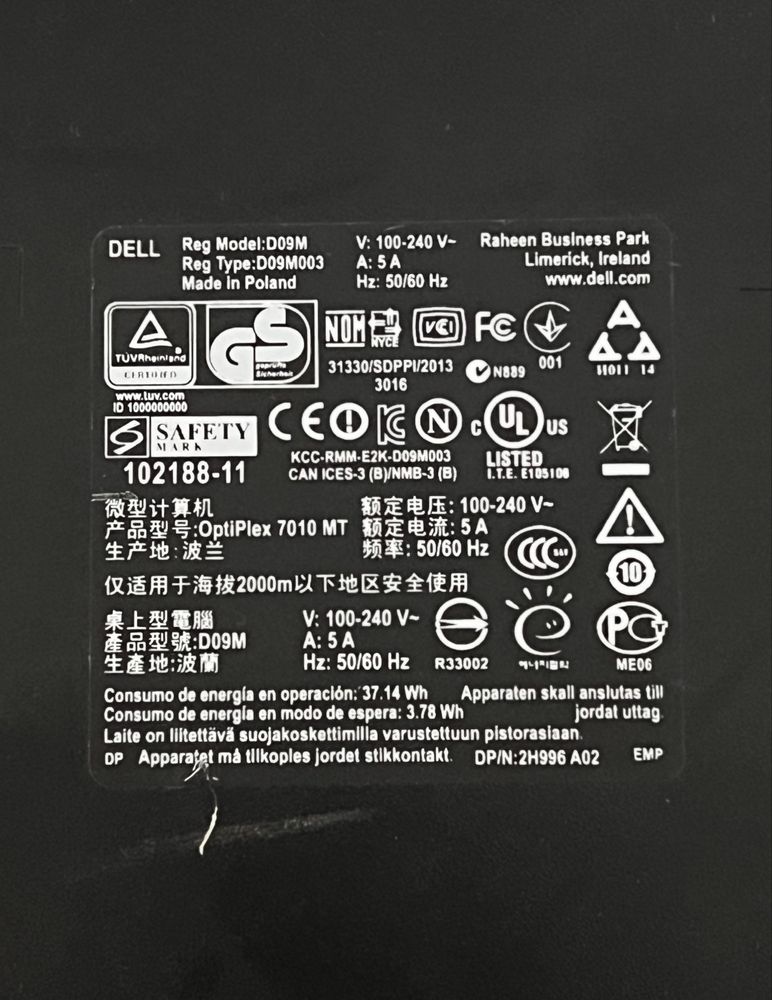 DELL
Reg Model:D09M
Reg Type:D09M003
Made in Poland
V: 100-240 V~
A: 5 A
Hz: 50/60 Hz
Raheen Business Park
Limerick, Ireland
www.dell.com
TÜVRheinland
CERTIFIED
GS
geprüfte
Sicherheit
www.tuv.com
ID 1000000000
NOM
NYCE
VCI
FC
31330/SDPPI/2013
3016
N889
001
H011 14
SAFETY
MARK
102188-11
CE
N
c UL US
LISTED
I.T.E. E105106
KCC-RMM-E2K-D09M003
CAN ICES-3 (B)/NMB-3 (B)
微型计算机
产品型号:OptiPlex 7010 MT
生产地:波兰
额定电压: 100-240 V~
额定电流: 5 A
频率: 50/60 Hz
CCC
10
仅适用于海拔2000m以下地区安全使用
桌上型電腦
產品型號:D09M
生產地:波蘭
V: 100-240 V~
A: 5 A
Hz: 50/60 Hz
R33002
PCT
ME06
Consumo de energía en operación: 37.14 Wh
Consumo de energía en modo de espera: 3.78 Wh
Apparaten skall anslutas till
jordat uttag.
Laite on liitettävä suojakoskettimilla varustettuun pistorasiaan.
DP Apparatet må tilkoples jordet stikkontakt. DP/N:2H996 A02 EMP